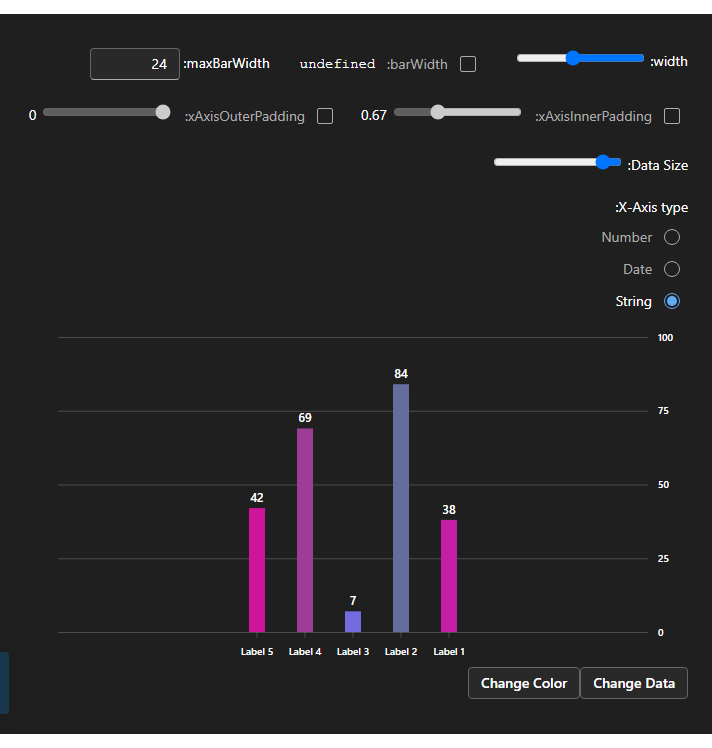 :width
:barWidth undefined
:maxBarWidth 24
:xAxisInnerPadding 0.67
:xAxisOuterPadding 0
:Data Size
:X-Axis type
Number
Date
String
100
75
50
25
0
38
84
7
69
42
Label 1
Label 2
Label 3
Label 4
Label 5
Change Data
Change Color